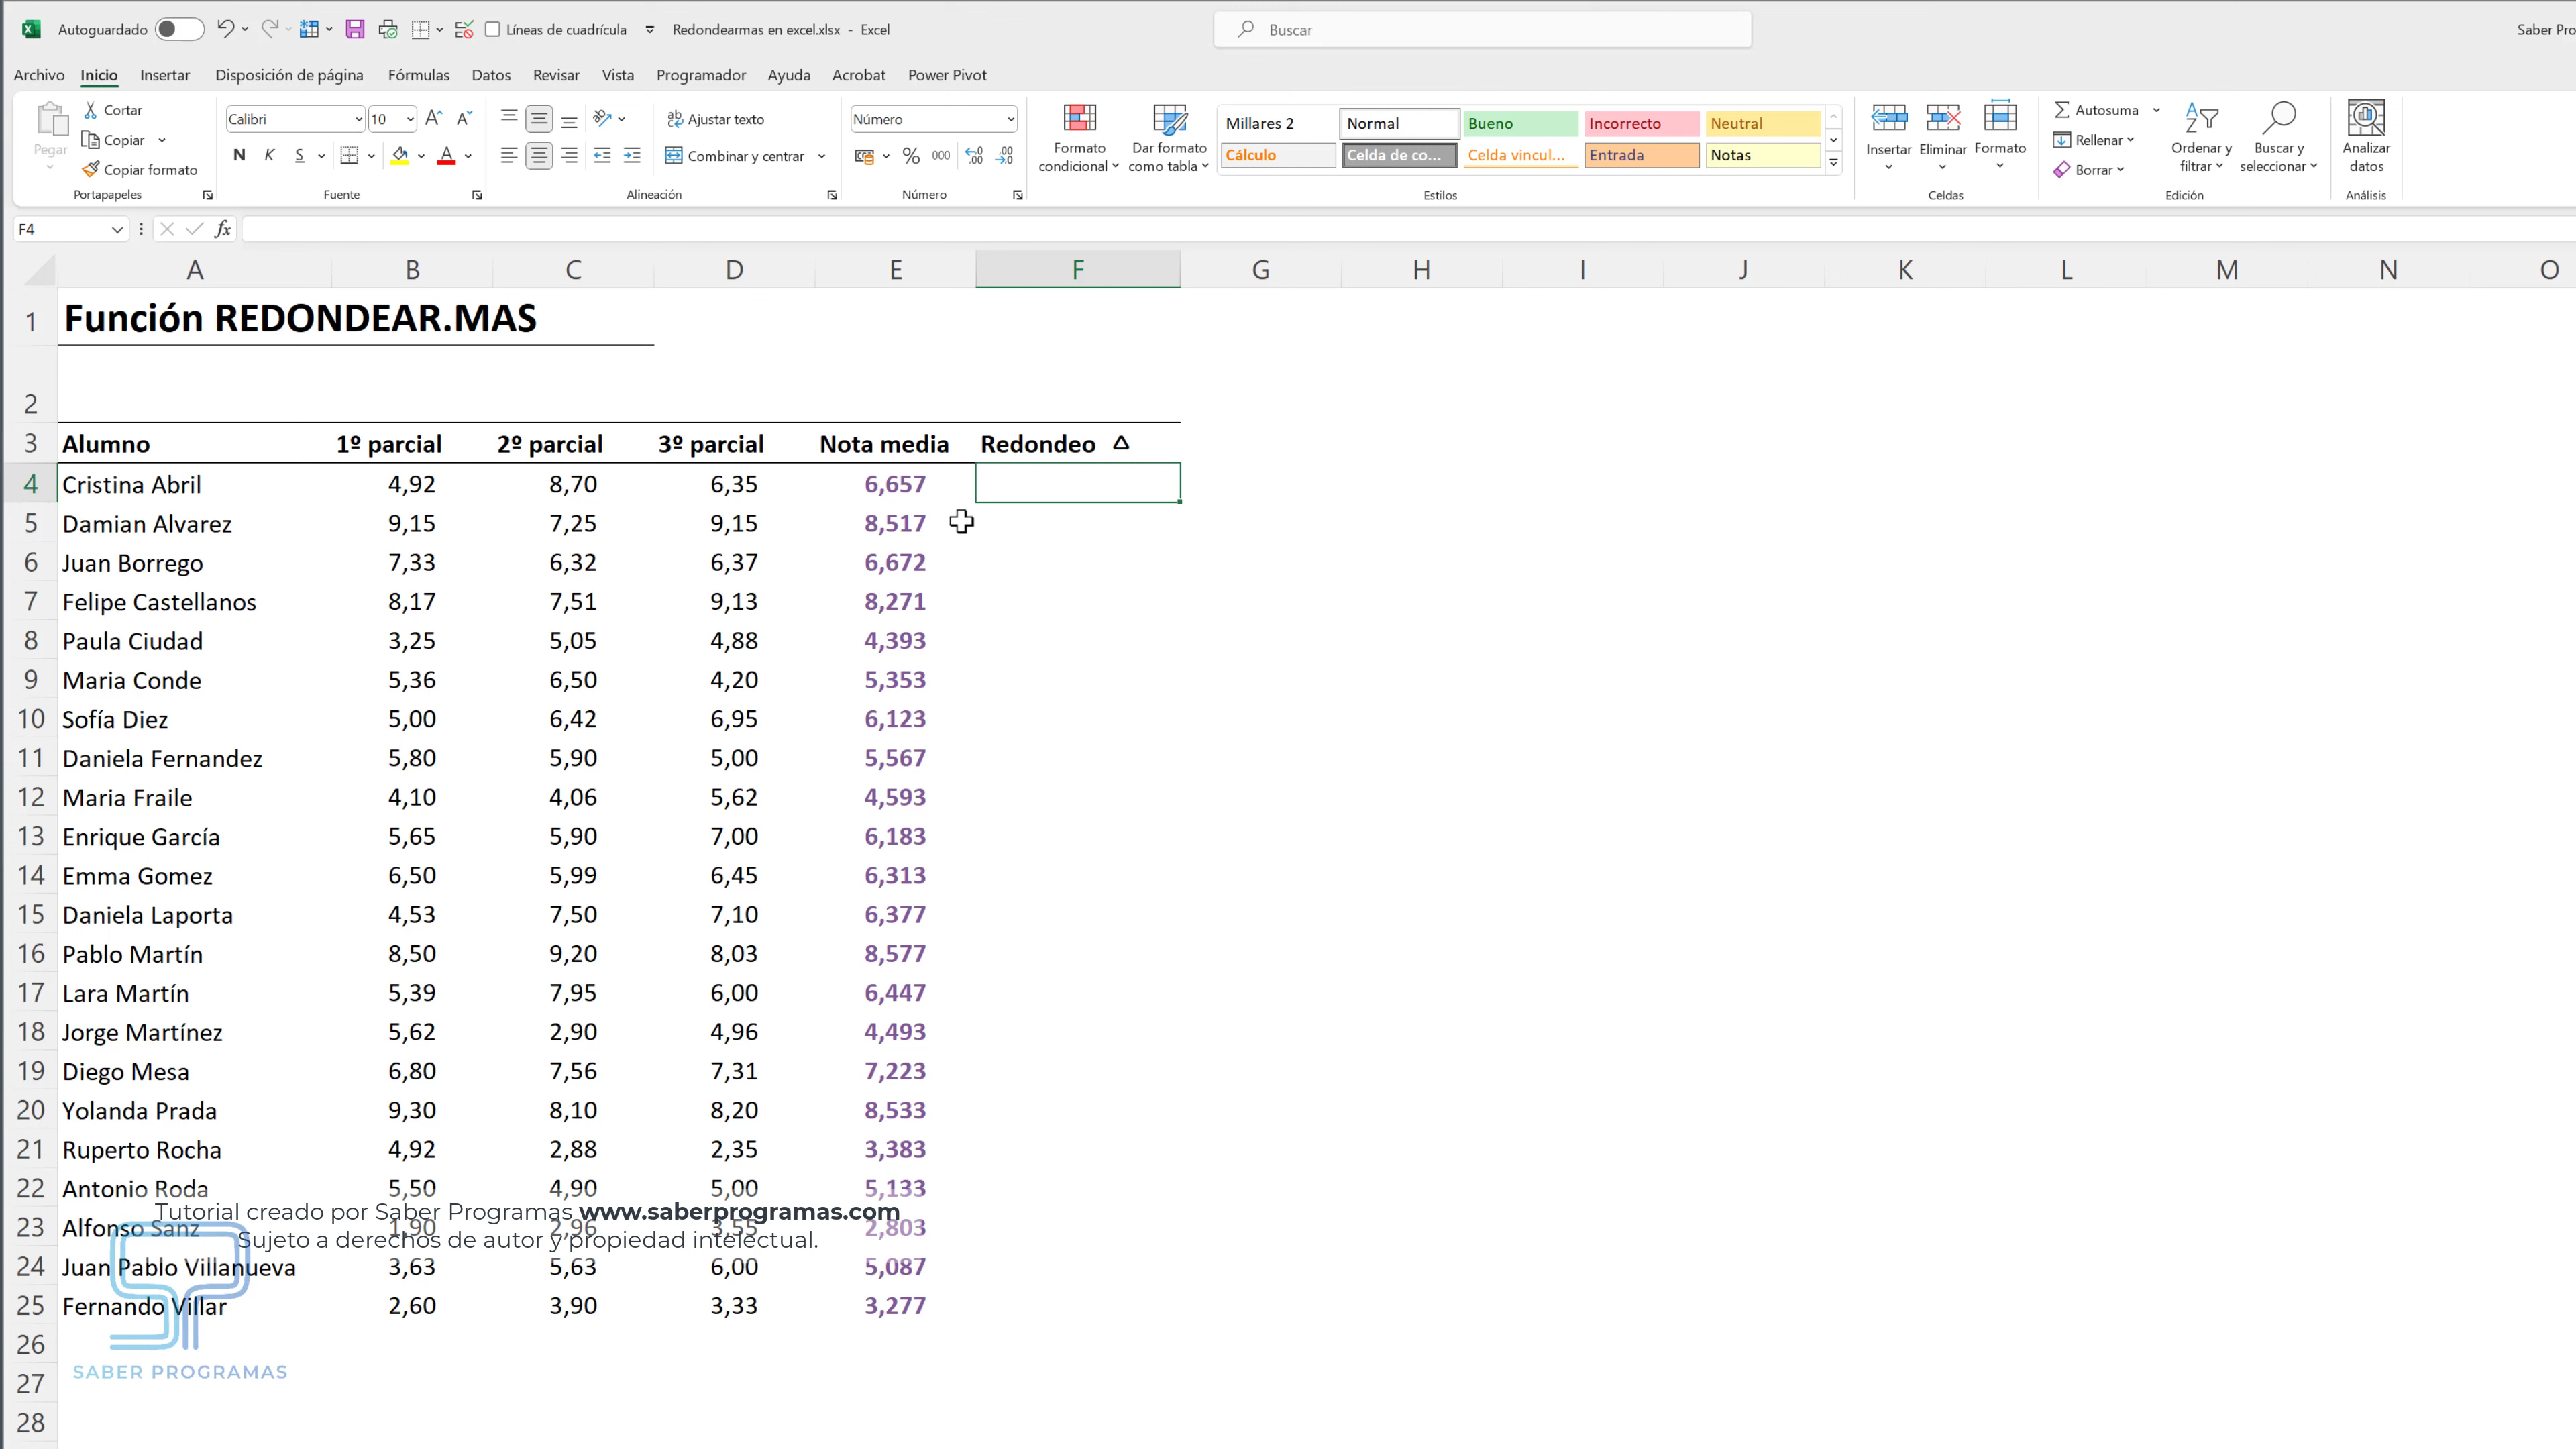 Autoguardado Líneas de cuadrícula Redondearmas en excel.xlsx - Excel Buscar Saber Pro
Archivo Inicio Insertar Disposición de página Fórmulas Datos Revisar Vista Programador Ayuda Acrobat Power Pivot
Pegar
Cortar
Copiar
Copiar formato
Portapapeles
Calibri 10
N K S
Fuente
Ajustar texto
Combinar y centrar
Alineación
Número
% 000
Número
Formato condicional
Dar formato como tabla
Millares 2 Normal Bueno Incorrecto Neutral
Cálculo Celda de co... Celda vincul... Entrada Notas
Estilos
Insertar Eliminar Formato
Celdas
Autosuma
Rellenar
Borrar
Ordenar y filtrar
Buscar y seleccionar
Edición
Analizar datos
Análisis
F4 fx
A B C D E F G H I J K L M N O
1 Función REDONDEAR.MAS
2
3 Alumno 1º parcial 2º parcial 3º parcial Nota media Redondeo Δ
4 Cristina Abril 4,92 8,70 6,35 6,657
5 Damian Alvarez 9,15 7,25 9,15 8,517
6 Juan Borrego 7,33 6,32 6,37 6,672
7 Felipe Castellanos 8,17 7,51 9,13 8,271
8 Paula Ciudad 3,25 5,05 4,88 4,393
9 Maria Conde 5,36 6,50 4,20 5,353
10 Sofía Diez 5,00 6,42 6,95 6,123
11 Daniela Fernandez 5,80 5,90 5,00 5,567
12 Maria Fraile 4,10 4,06 5,62 4,593
13 Enrique García 5,65 5,90 7,00 6,183
14 Emma Gomez 6,50 5,99 6,45 6,313
15 Daniela Laporta 4,53 7,50 7,10 6,377
16 Pablo Martín 8,50 9,20 8,03 8,577
17 Lara Martín 5,39 7,95 6,00 6,447
18 Jorge Martínez 5,62 2,90 4,96 4,493
19 Diego Mesa 6,80 7,56 7,31 7,223
20 Yolanda Prada 9,30 8,10 8,20 8,533
21 Ruperto Rocha 4,92 2,88 2,35 3,383
22 Antonio Roda 5,50 4,90 5,00 5,133
Tutorial creado por Saber Programas www.saberprogramas.com
23 Alfonso Sanz 1,90 2,96 3,55 2,803
Sujeto a derechos de autor y propiedad intelectual.
24 Juan Pablo Villanueva 3,63 5,63 6,00 5,087
25 Fernando Villar 2,60 3,90 3,33 3,277
26
SABER PROGRAMAS
27
28